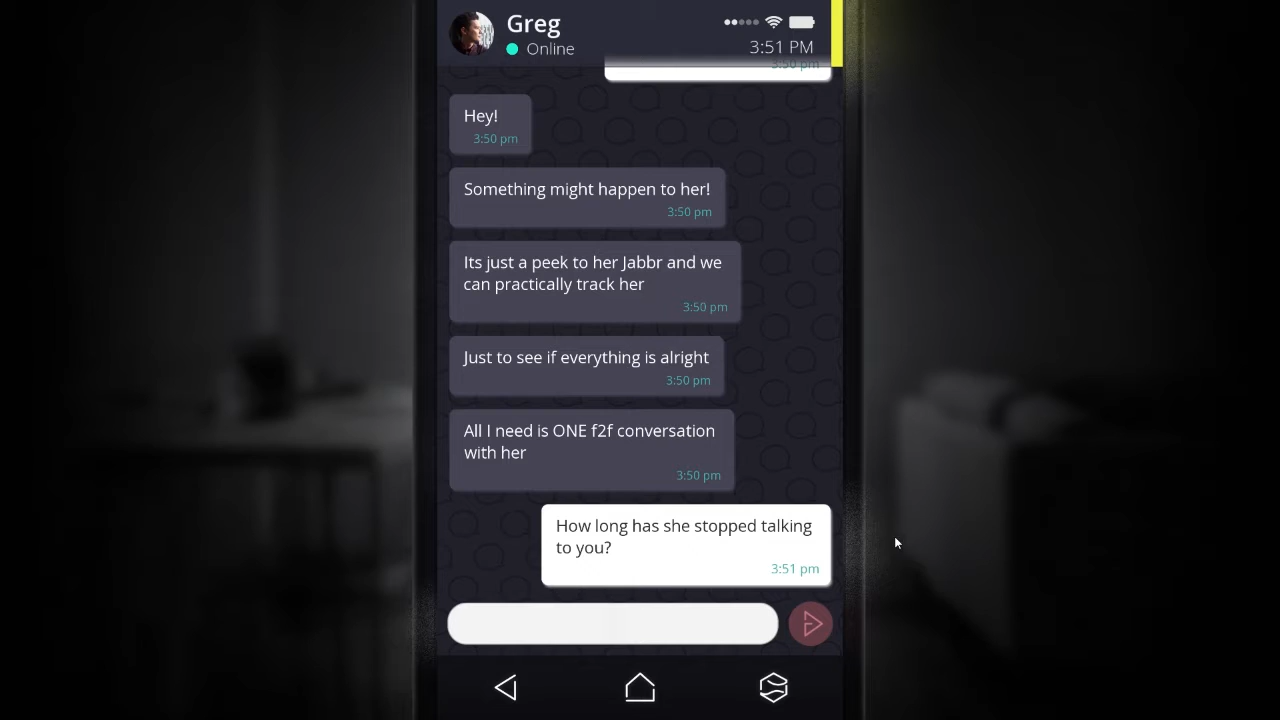 Greg
Online
3:51 PM
3:50 pm
Hey!
3:50 pm
Something might happen to her!
3:50 pm
Its just a peek to her Jabbr and we
can practically track her
3:50 pm
Just to see if everything is alright
3:50 pm
All I need is ONE f2f conversation
with her
3:50 pm
How long has she stopped talking
to you?
3:51 pm